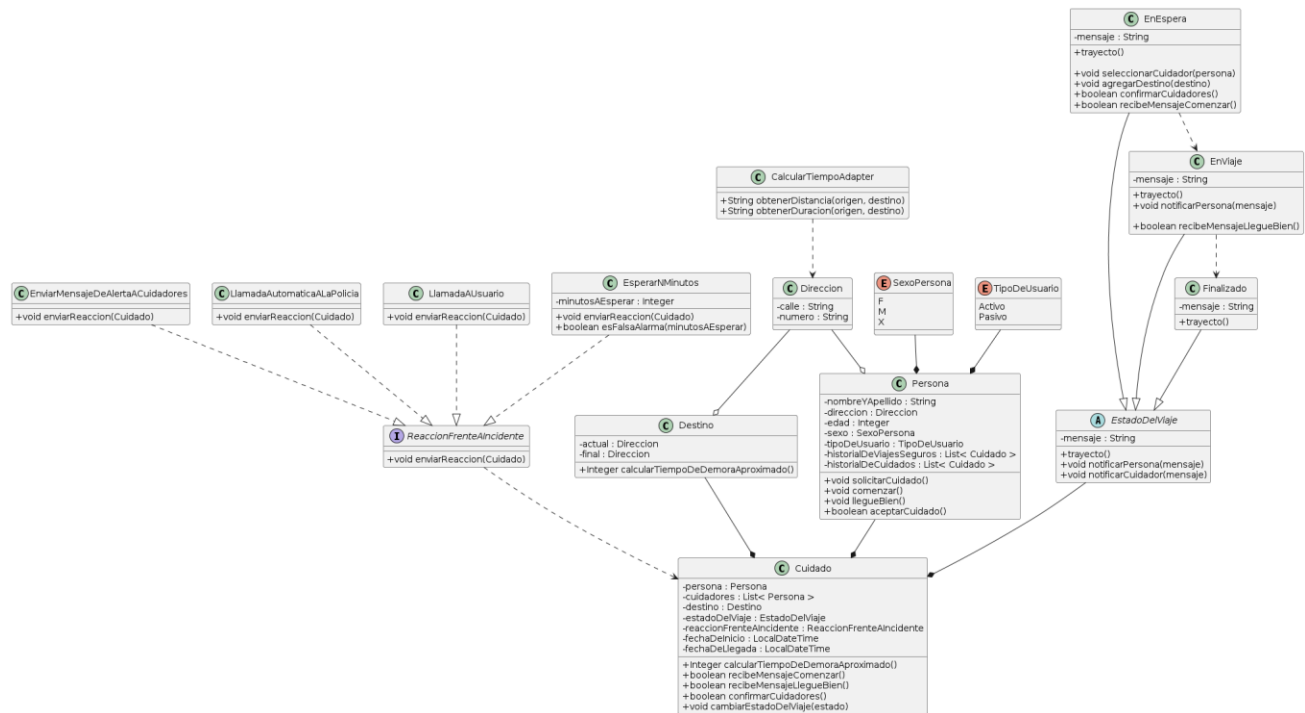 C EnEspera
-mensaje : String
+trayecto()
+void seleccionarCuidador(persona)
+void agregarDestino(destino)
+boolean confirmarCuidadores()
+boolean recibeMensajeComenzar()
C EnViaje
-mensaje : String
+trayecto()
+void notificarPersona(mensaje)
+boolean recibeMensajeLlegueBien()
C CalcularTiempoAdapter
+String obtenerDistancia(origen, destino)
+String obtenerDuracion(origen, destino)
C EnviarMensajeDeAlertaACuidadores
+void enviarReaccion(Cuidado)
C LlamadaAutomaticaALaPolicia
+void enviarReaccion(Cuidado)
C LlamadaAUsuario
+void enviarReaccion(Cuidado)
C EsperarNMinutos
-minutosAEsperar : Integer
+void enviarReaccion(Cuidado)
+boolean esFalsaAlarma(minutosAEsperar)
C Direccion
-calle : String
-numero : String
E SexoPersona
F
M
X
E TipoDeUsuario
Activo
Pasivo
C Finalizado
-mensaje : String
+trayecto()
I ReaccionFrenteAIncidente
+void enviarReaccion(Cuidado)
C Destino
-actual : Direccion
-final : Direccion
+Integer calcularTiempoDeDemoraAproximado()
C Persona
-nombreYApellido : String
-direccion : Direccion
-edad : Integer
-sexo : SexoPersona
-tipoDeUsuario : TipoDeUsuario
-historialDeViajesSeguros : List< Cuidado >
-historialDeCuidados : List< Cuidado >
+void solicitarCuidado()
+void comenzar()
+void llegueBien()
+boolean aceptarCuidado()
A EstadoDelViaje
-mensaje : String
+trayecto()
+void notificarPersona(mensaje)
+void notificarCuidador(mensaje)
C Cuidado
-persona : Persona
-cuidadores : List< Persona >
-destino : Destino
-estadoDelViaje : EstadoDelViaje
-reaccionFrenteAIncidente : ReaccionFrenteAIncidente
-fechaDeInicio : LocalDateTime
-fechaDeLlegada : LocalDateTime
+Integer calcularTiempoDeDemoraAproximado()
+boolean recibeMensajeComenzar()
+boolean recibeMensajeLlegueBien()
+boolean confirmarCuidadores()
+void cambiarEstadoDelViaje(estado)